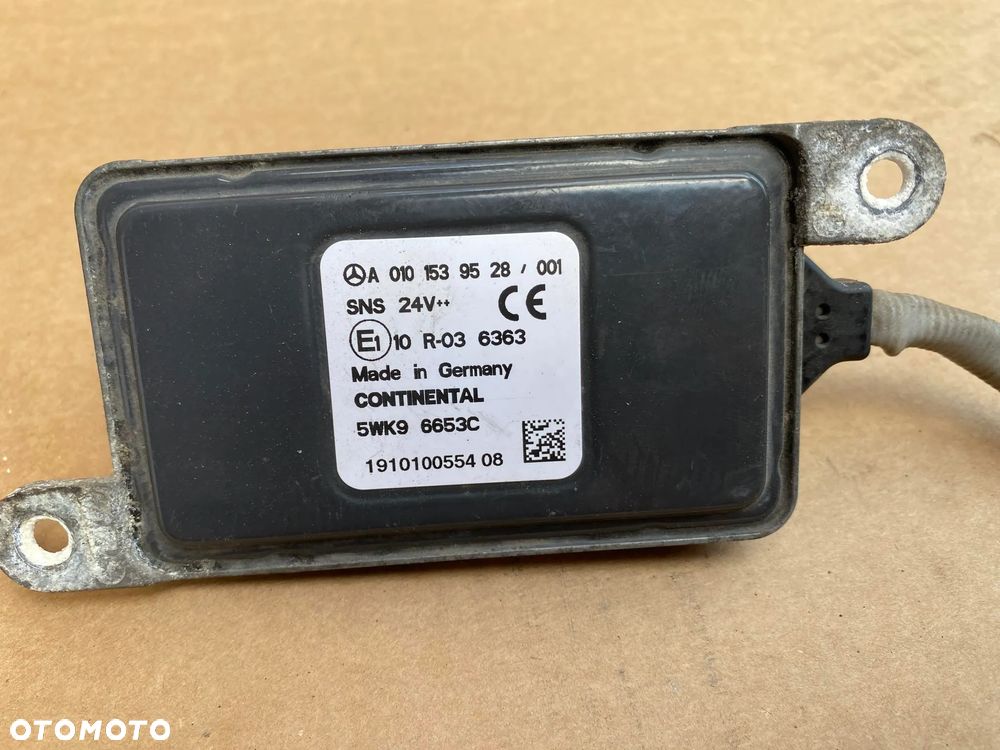 A 010 153 95 28 / 001
SNS 24V++ CE
E1 10 R-03 6363
Made in Germany
CONTINENTAL
5WK9 6653C
1910100554 08
OTOMOTO